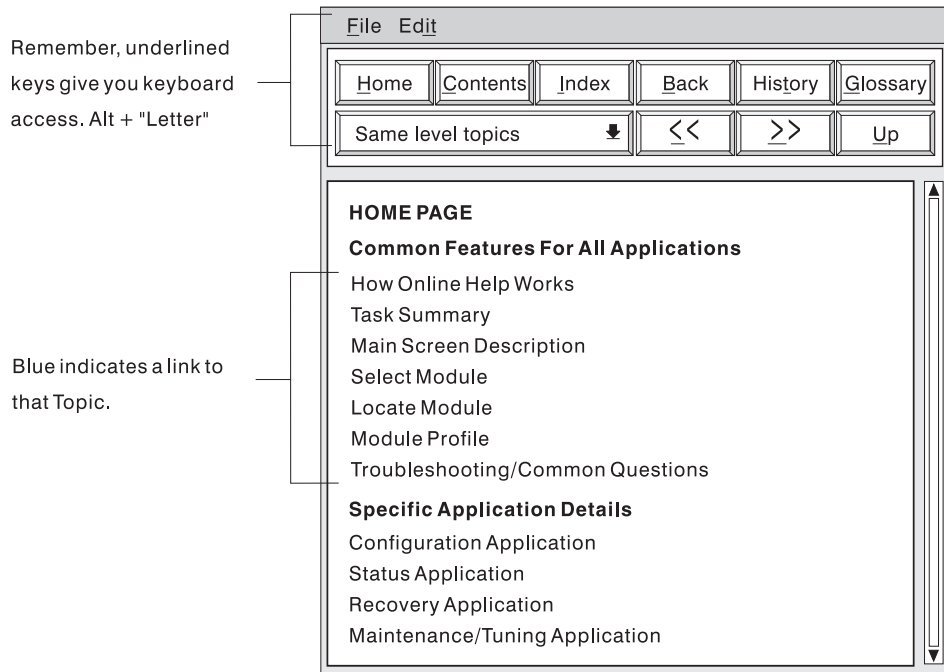 Remember, underlined
keys give you keyboard
access. Alt + "Letter"
File Edit
Home Contents Index Back History Glossary
Same level topics << >> Up
HOME PAGE
Common Features For All Applications
How Online Help Works
Task Summary
Main Screen Description
Select Module
Locate Module
Module Profile
Troubleshooting/Common Questions
Blue indicates a link to
that Topic.
Specific Application Details
Configuration Application
Status Application
Recovery Application
Maintenance/Tuning Application